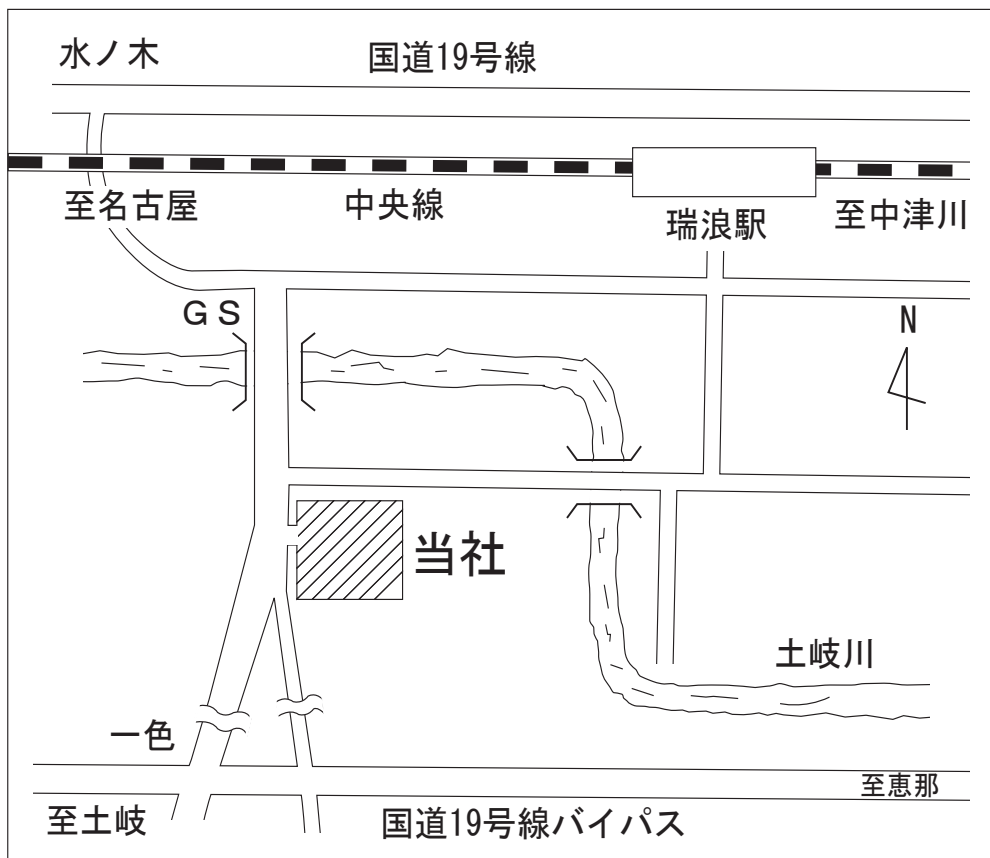 水ノ木
国道19号線
至名古屋
中央線
瑞浪駅
至中津川
GS
N
当社
土岐川
一色
至恵那
至土岐
国道19号線バイパス